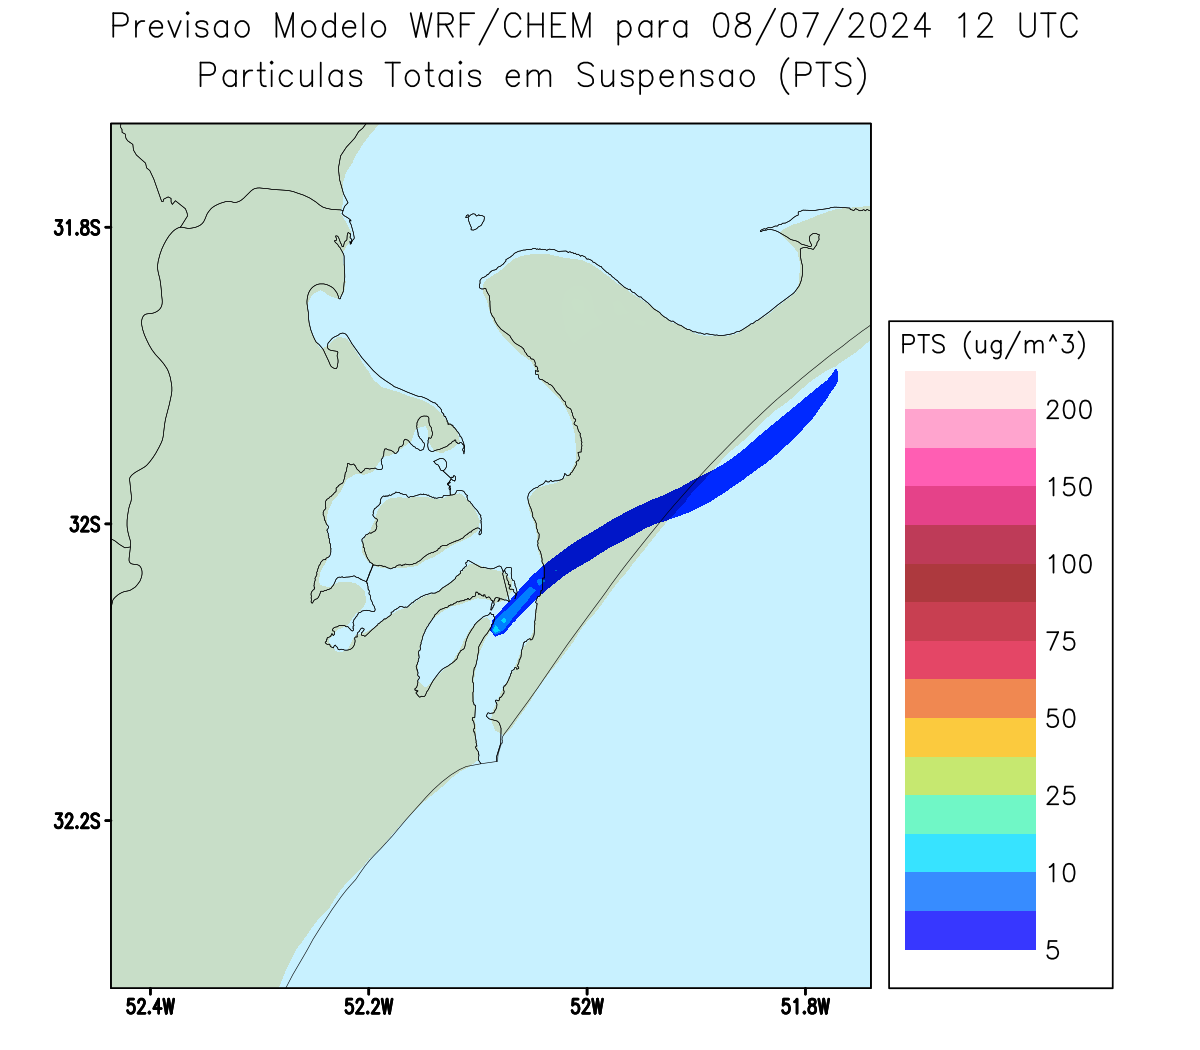 Previsao Modelo WRF/CHEM para 08/07/2024 12 UTC
Particulas Totais em Suspensao (PTS)
31.8S
32S
32.2S
52.4W
52.2W
52W
51.8W
PTS (ug/m^3)
200
150
100
75
50
25
10
5